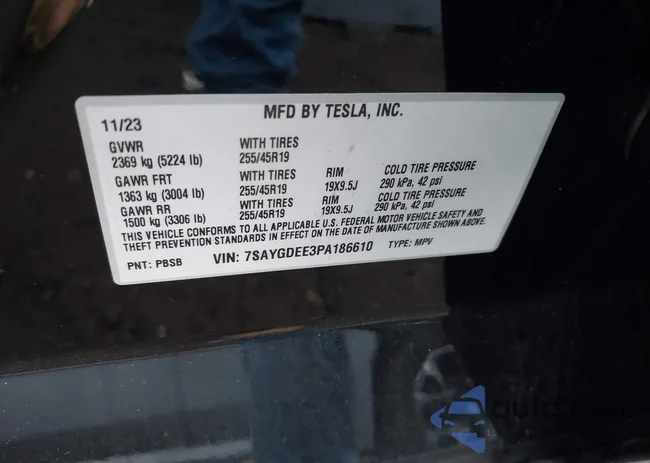 MFD BY TESLA, INC.
11/23
GVWR WITH TIRES
2369 kg (5224 lb) 255/45R19
GAWR FRT WITH TIRES RIM COLD TIRE PRESSURE
1363 kg (3004 lb) 255/45R19 19X9.5J 290 kPa, 42 psi
GAWR RR WITH TIRES RIM COLD TIRE PRESSURE
1500 kg (3306 lb) 255/45R19 19X9.5J 290 kPa, 42 psi
THIS VEHICLE CONFORMS TO ALL APPLICABLE U.S. FEDERAL MOTOR VEHICLE SAFETY AND
THEFT PREVENTION STANDARDS IN EFFECT ON THE DATE OF MANUFACTURE SHOWN ABOVE.
PNT: PBSB VIN: 7SAYGDEE3PA186610 TYPE: MPV